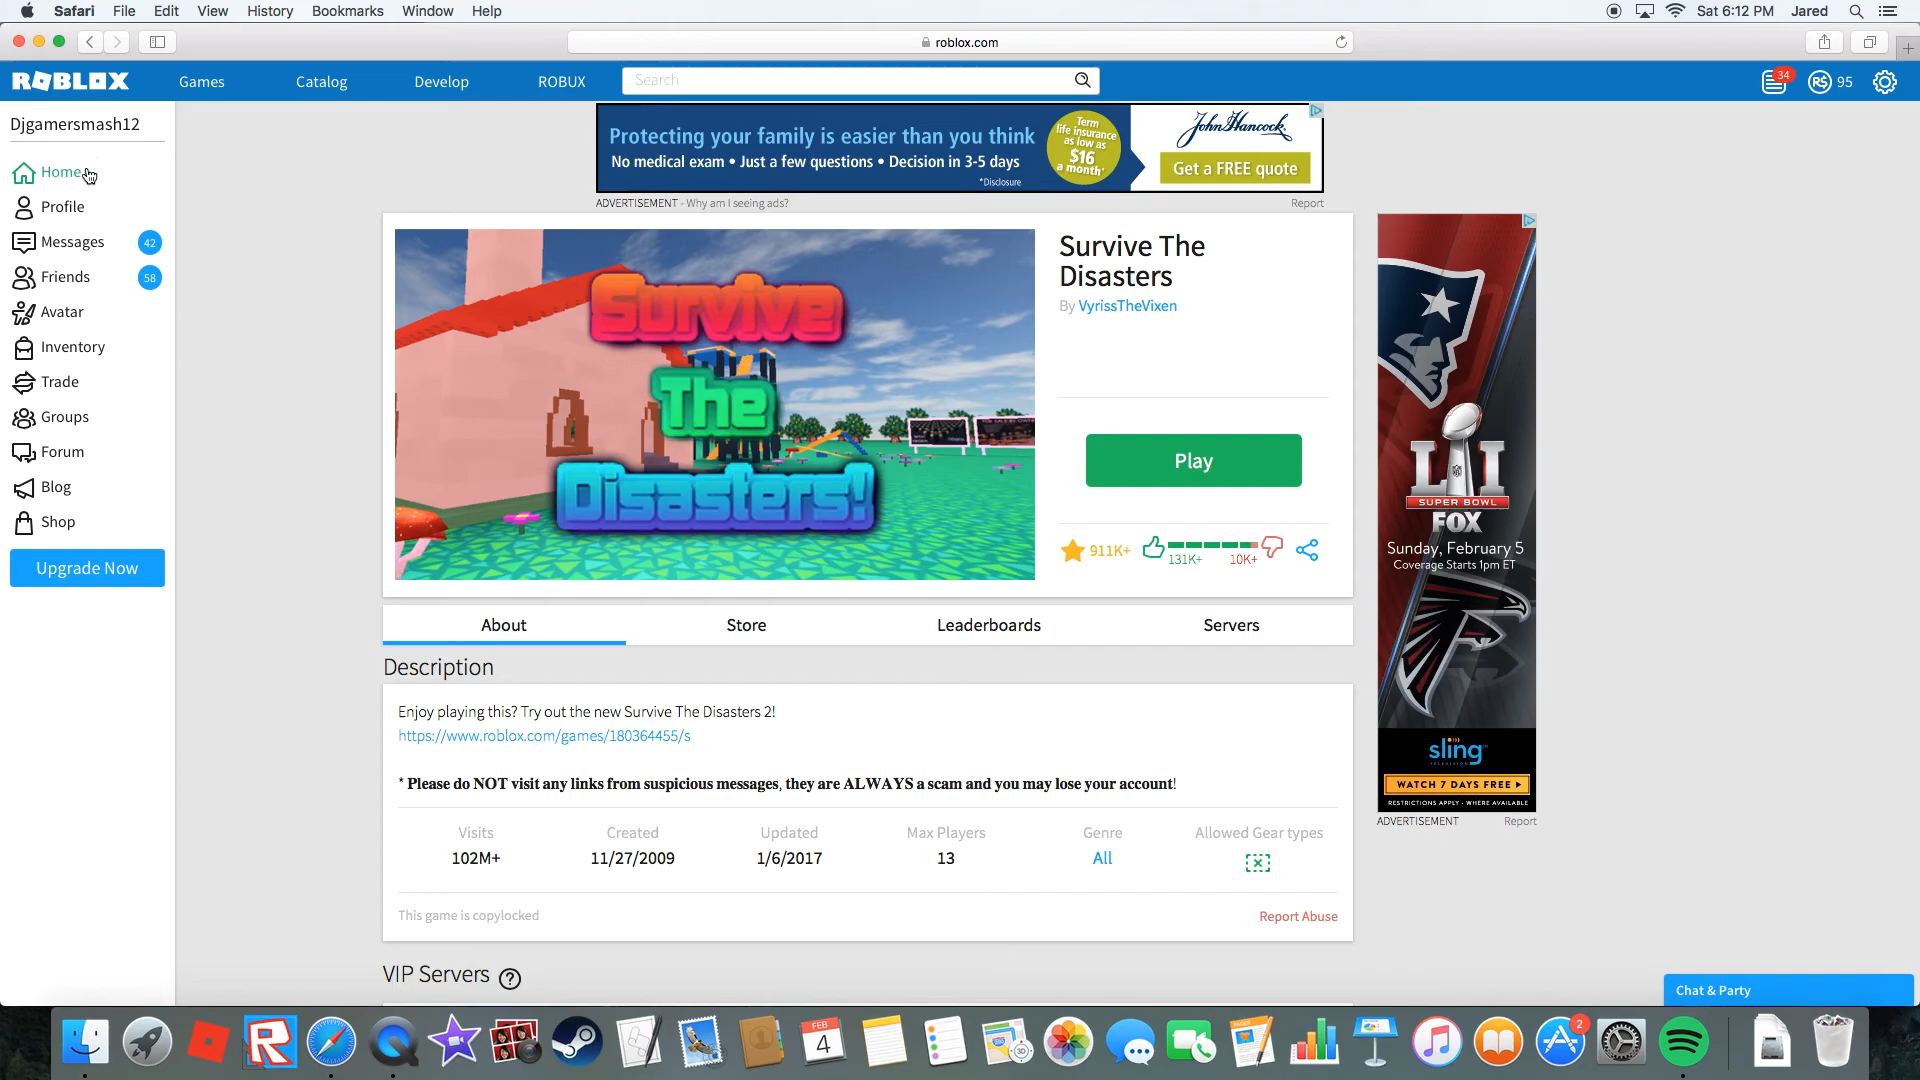 Safari File Edit View History Bookmarks Window Help
Sat 6:12 PM Jared
roblox.com
ROBLOX Games Catalog Develop ROBUX Search
34 R$ 95
Djgamersmash12
Home
Profile
Messages 42
Friends 58
Avatar
Inventory
Trade
Groups
Forum
Blog
Shop
Upgrade Now
Protecting your family is easier than you think
No medical exam • Just a few questions • Decision in 3-5 days
*Disclosure
Term
life insurance
as low as
$16
a month*
John Hancock
Get a FREE quote
ADVERTISEMENT - Why am I seeing ads?
Report
Survive
The
Disasters!
Survive The
Disasters
By VyrissTheVixen
Play
911K+ 131K+ 10K+
About Store Leaderboards Servers
Description
Enjoy playing this? Try out the new Survive The Disasters 2!
https://www.roblox.com/games/180364455/s
* Please do NOT visit any links from suspicious messages, they are ALWAYS a scam and you may lose your account!
Visits Created Updated Max Players Genre Allowed Gear types
102M+ 11/27/2009 1/6/2017 13 All
This game is copylocked
Report Abuse
VIP Servers ?
LI
SUPER BOWL
FOX
Sunday, February 5
Coverage Starts 1pm ET
sling
TELEVISION
WATCH 7 DAYS FREE
RESTRICTIONS APPLY • WHERE AVAILABLE
ADVERTISEMENT
Report
Chat & Party
FEB
4
3D
PAGES
2